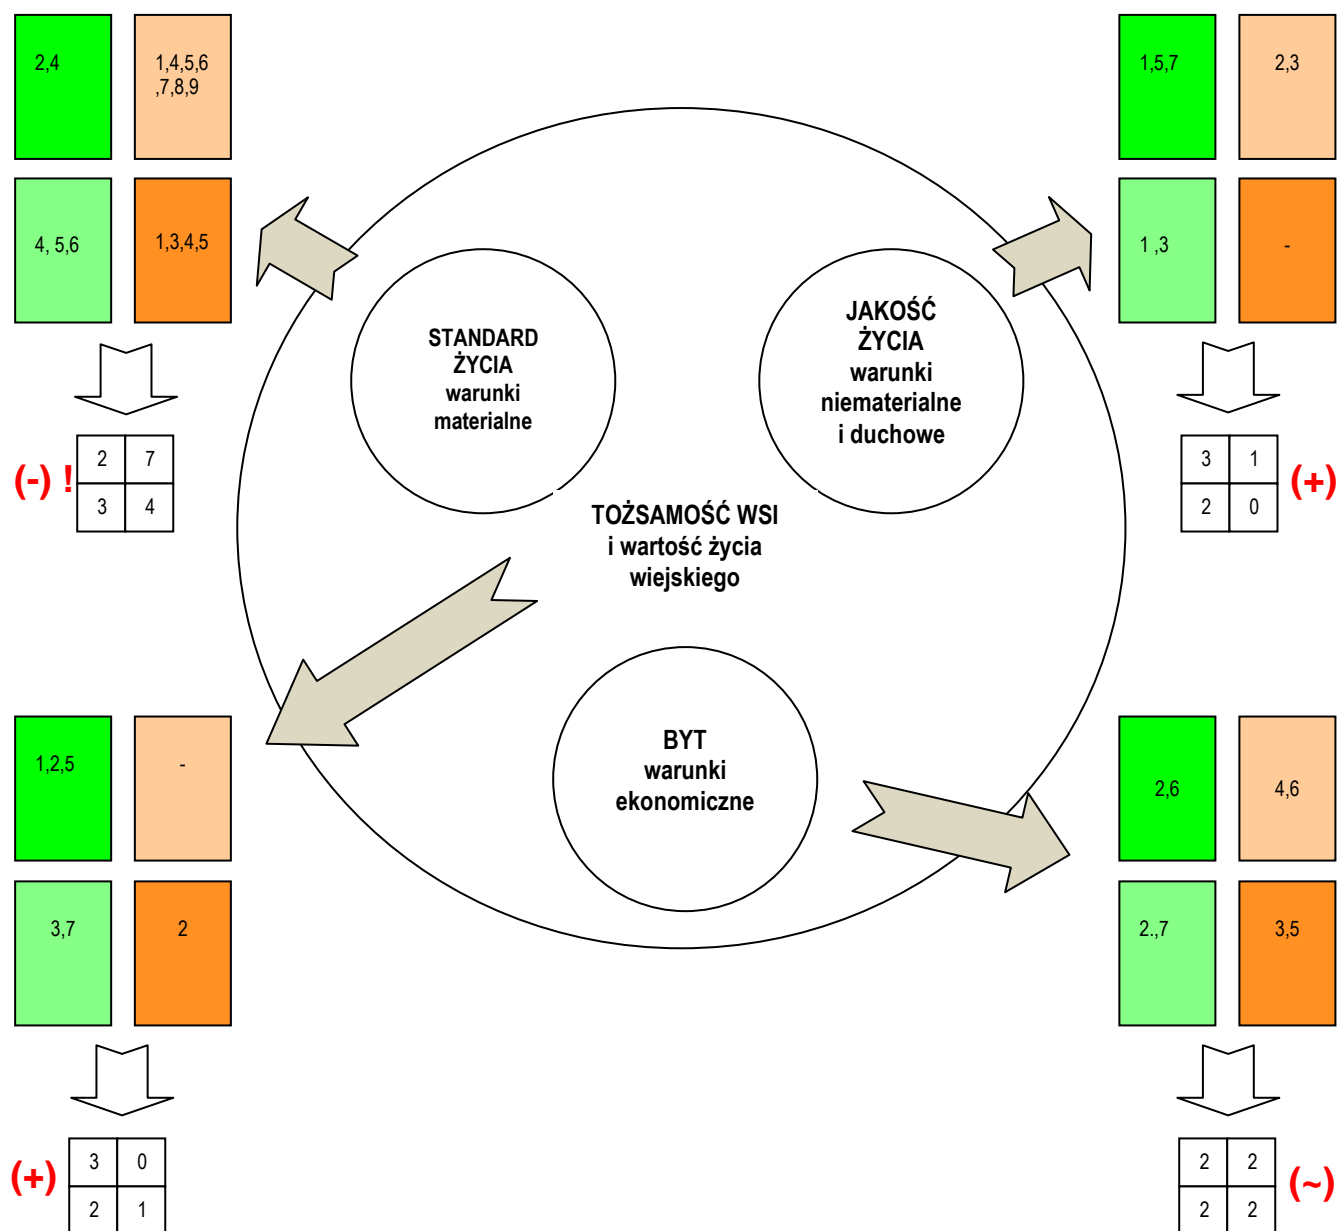 2,4
1,4,5,6
,7,8,9
4, 5,6
1,3,4,5
(-) !
2 7
3 4
1,5,7
2,3
1 ,3
-
3 1
2 0
(+)
STANDARD
ŻYCIA
warunki
materialne
JAKOŚĆ
ŻYCIA
warunki
niematerialne
i duchowe
TOŻSAMOŚĆ WSI
i wartość życia
wiejskiego
BYT
warunki
ekonomiczne
1,2,5
-
3,7
2
(+)
3 0
2 1
2,6
4,6
2.,7
3,5
2 2
2 2
(~)